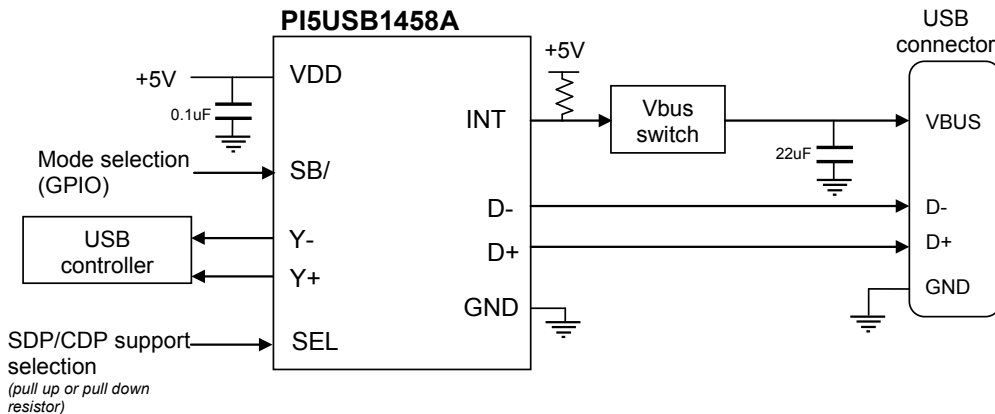 PI5USB1458A
USB
connector
+5V
VDD
0.1uF
+5V
INT
Vbus
switch
VBUS
22uF
Mode selection
(GPIO)
SB/
D-
D-
USB
controller
Y-
Y+
D+
D+
GND
GND
SDP/CDP support
selection
(pull up or pull down
resistor)
SEL